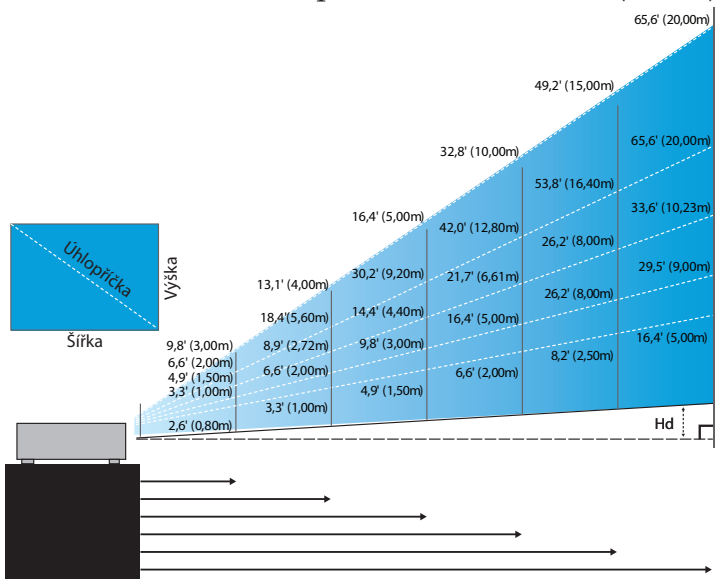 65,6' (20,00m)
49,2' (15,00m)
32,8' (10,00m)
65,6' (20,00m)
53,8' (16,40m)
16,4' (5,00m)
42,0' (12,80m)
33,6' (10,23m)
26,2' (8,00m)
30,2' (9,20m)
29,5' (9,00m)
21,7' (6,61m)
13,1' (4,00m)
26,2' (8,00m)
14,4' (4,40m)
18,4'(5,60m)
16,4' (5,00m)
16,4' (5,00m)
9,8' (3,00m)
8,9' (2,72m)
9,8' (3,00m)
8,2' (2,50m)
6,6' (2,00m)
6,6' (2,00m)
6,6' (2,00m)
4,9' (1,50m)
4,9' (1,50m)
3,3' (1,00m)
3,3' (1,00m)
2,6' (0,80m)
Hd
Úhlopříčka
Výška
Šířka